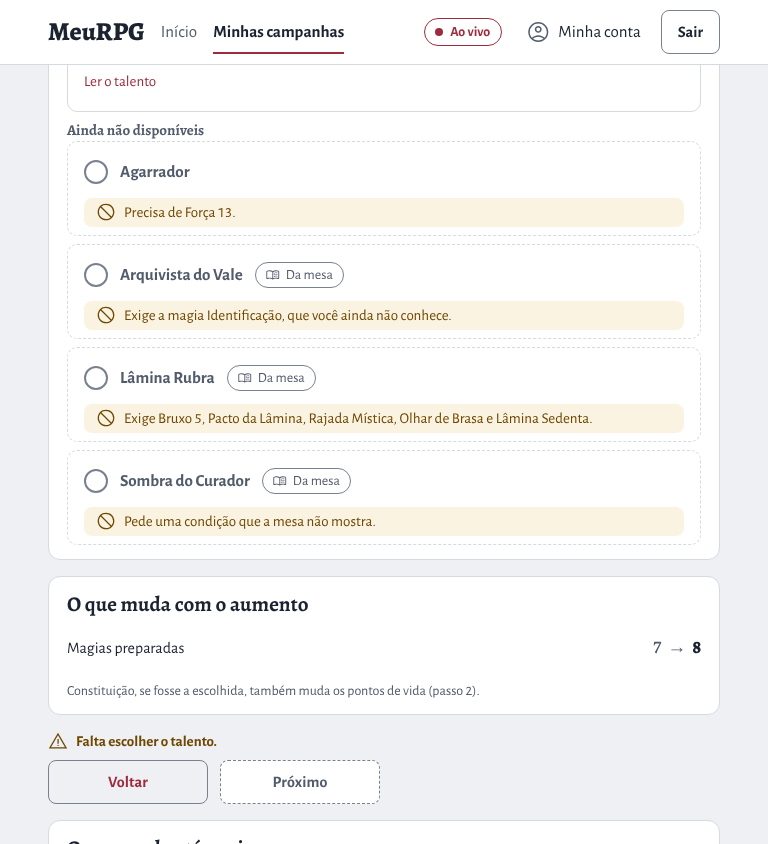 MeuRPG Início Minhas campanhas Ao vivo Minha conta Sair
Ler o talento
Ainda não disponíveis
Agarrador
Precisa de Força 13.
Arquivista do Vale Da mesa
Exige a magia Identificação, que você ainda não conhece.
Lâmina Rubra Da mesa
Exige Bruxo 5, Pacto da Lâmina, Rajada Mística, Olhar de Brasa e Lâmina Sedenta.
Sombra do Curador Da mesa
Pede uma condição que a mesa não mostra.
O que muda com o aumento
Magias preparadas 7 → 8
Constituição, se fosse a escolhida, também muda os pontos de vida (passo 2).
Falta escolher o talento.
Voltar Próximo